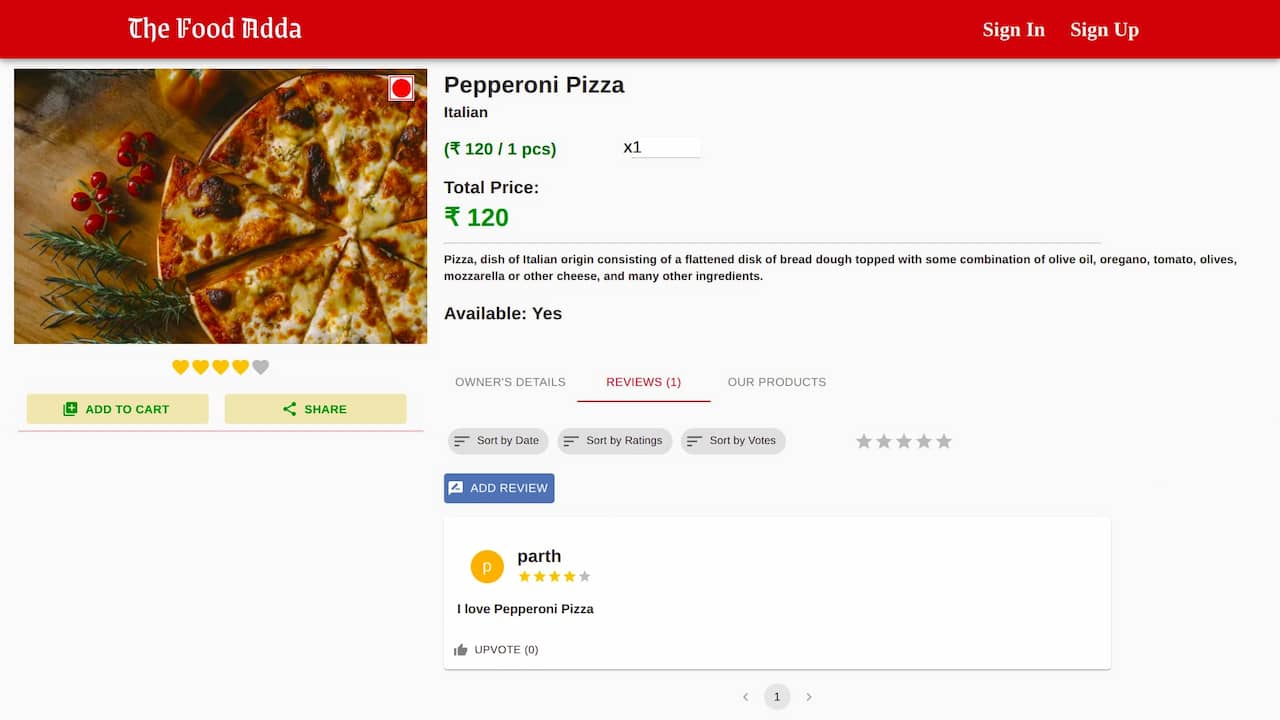 The Food Adda
Sign In
Sign Up
Pepperoni Pizza
Italian
(₹ 120 / 1 pcs)
x1
Total Price:
₹ 120
Pizza, dish of Italian origin consisting of a flattened disk of bread dough topped with some combination of olive oil, oregano, tomato, olives,
mozzarella or other cheese, and many other ingredients.
Available: Yes
ADD TO CART
SHARE
OWNER'S DETAILS
REVIEWS (1)
OUR PRODUCTS
Sort by Date
Sort by Ratings
Sort by Votes
ADD REVIEW
p
parth
I love Pepperoni Pizza
UPVOTE (0)
1